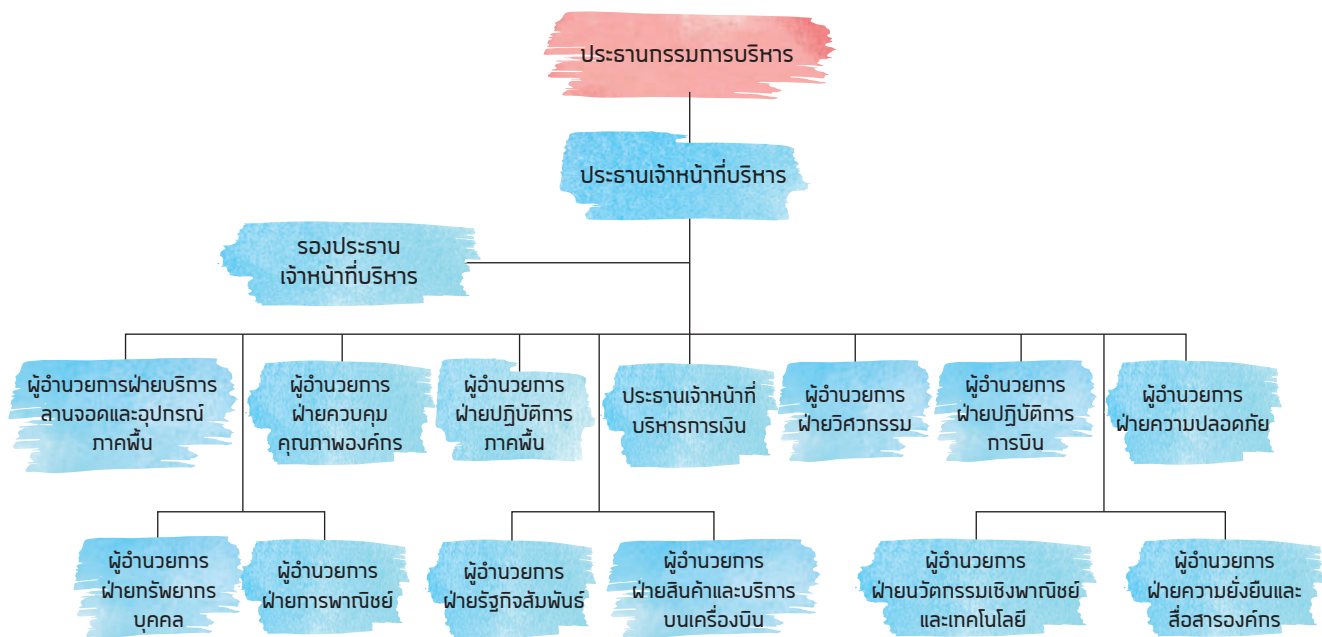 ประธานกรรมการบริหาร
ประธานเจ้าหน้าที่บริหาร
รองประธาน
เจ้าหน้าที่บริหาร
ผู้อำนวยการฝ่ายบริการ
ลานจอดและอุปกรณ์
ภาคพื้น
ผู้อำนวยการ
ฝ่ายควบคุม
คุณภาพองค์กร
ผู้อำนวยการ
ฝ่ายปฏิบัติการ
ภาคพื้น
ประธานเจ้าหน้าที่
บริหารการเงิน
ผู้อำนวยการ
ฝ่ายวิศวกรรม
ผู้อำนวยการ
ฝ่ายปฏิบัติการ
การบิน
ผู้อำนวยการ
ฝ่ายความปลอดภัย
ผู้อำนวยการ
ฝ่ายทรัพยากร
บุคคล
ผู้อำนวยการ
ฝ่ายการพาณิชย์
ผู้อำนวยการ
ฝ่ายรัฐกิจสัมพันธ์
ผู้อำนวยการ
ฝ่ายสินค้าและบริการ
บนเครื่องบิน
ผู้อำนวยการ
ฝ่ายนวัตกรรมเชิงพาณิชย์
และเทคโนโลยี
ผู้อำนวยการ
ฝ่ายความยั่งยืนและ
สื่อสารองค์กร